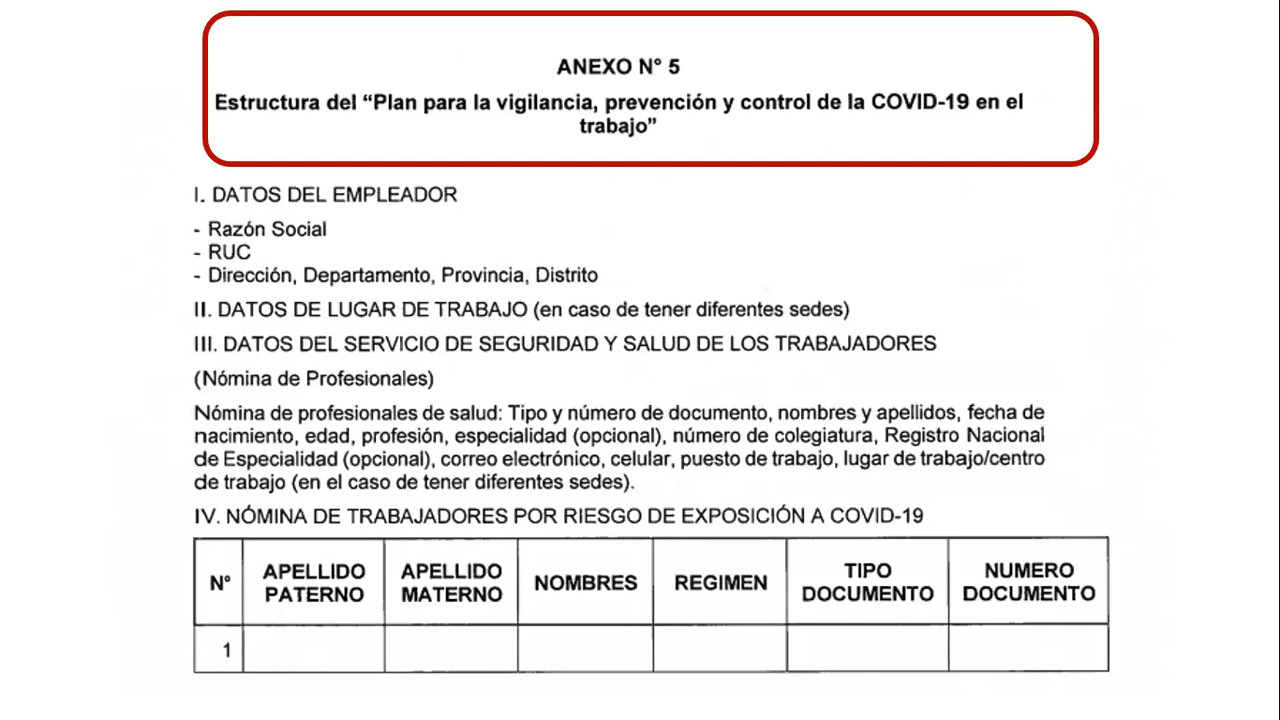 ANEXO N° 5
Estructura del “Plan para la vigilancia, prevención y control de la COVID-19 en el
trabajo”
I. DATOS DEL EMPLEADOR
- Razón Social
- RUC
- Dirección, Departamento, Provincia, Distrito
II. DATOS DE LUGAR DE TRABAJO (en caso de tener diferentes sedes)
III. DATOS DEL SERVICIO DE SEGURIDAD Y SALUD DE LOS TRABAJADORES
(Nómina de Profesionales)
Nómina de profesionales de salud: Tipo y número de documento, nombres y apellidos, fecha de
nacimiento, edad, profesión, especialidad (opcional), número de colegiatura, Registro Nacional
de Especialidad (opcional), correo electrónico, celular, puesto de trabajo, lugar de trabajo/centro
de trabajo (en el caso de tener diferentes sedes).
IV. NÓMINA DE TRABAJADORES POR RIESGO DE EXPOSICIÓN A COVID-19
N° APELLIDO PATERNO APELLIDO MATERNO NOMBRES REGIMEN TIPO DOCUMENTO NUMERO DOCUMENTO
1